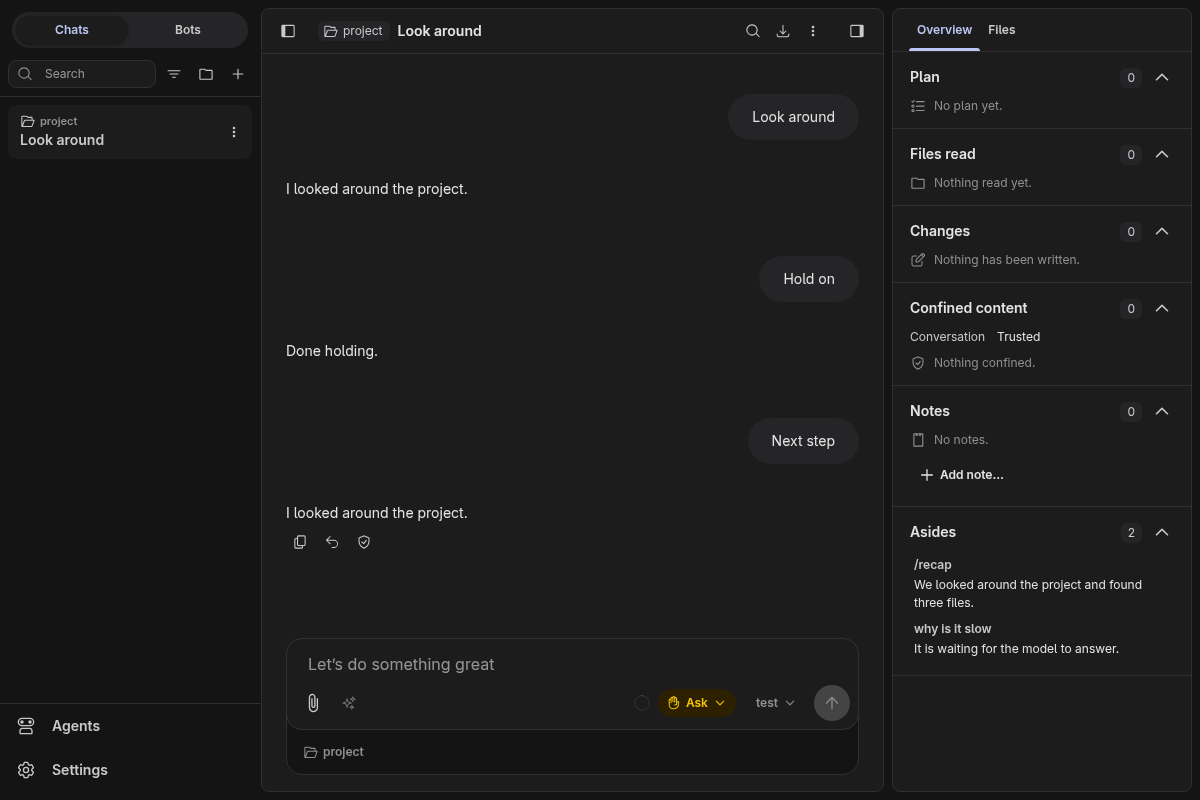 Chats
Bots
Search
project
Look around
Agents
Settings
project Look around
Look around
I looked around the project.
Hold on
Done holding.
Next step
I looked around the project.
Let's do something great
Ask
test
project
Overview
Files
Plan
0
No plan yet.
Files read
0
Nothing read yet.
Changes
0
Nothing has been written.
Confined content
0
Conversation Trusted
Nothing confined.
Notes
0
No notes.
Add note...
Asides
2
/recap
We looked around the project and found
three files.
why is it slow
It is waiting for the model to answer.